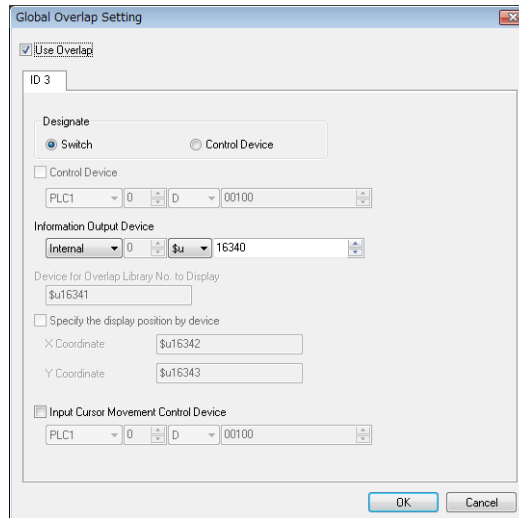 Global Overlap Setting
Use Overlap
ID 3
Designate
Switch Control Device
Control Device
PLC1 0 D 00100
Information Output Device
Internal 0 $u 16340
Device for Overlap Library No. to Display
$u16341
Specify the display position by device
X Coordinate $u16342
Y Coordinate $u16343
Input Cursor Movement Control Device
PLC1 0 D 00100
OK Cancel